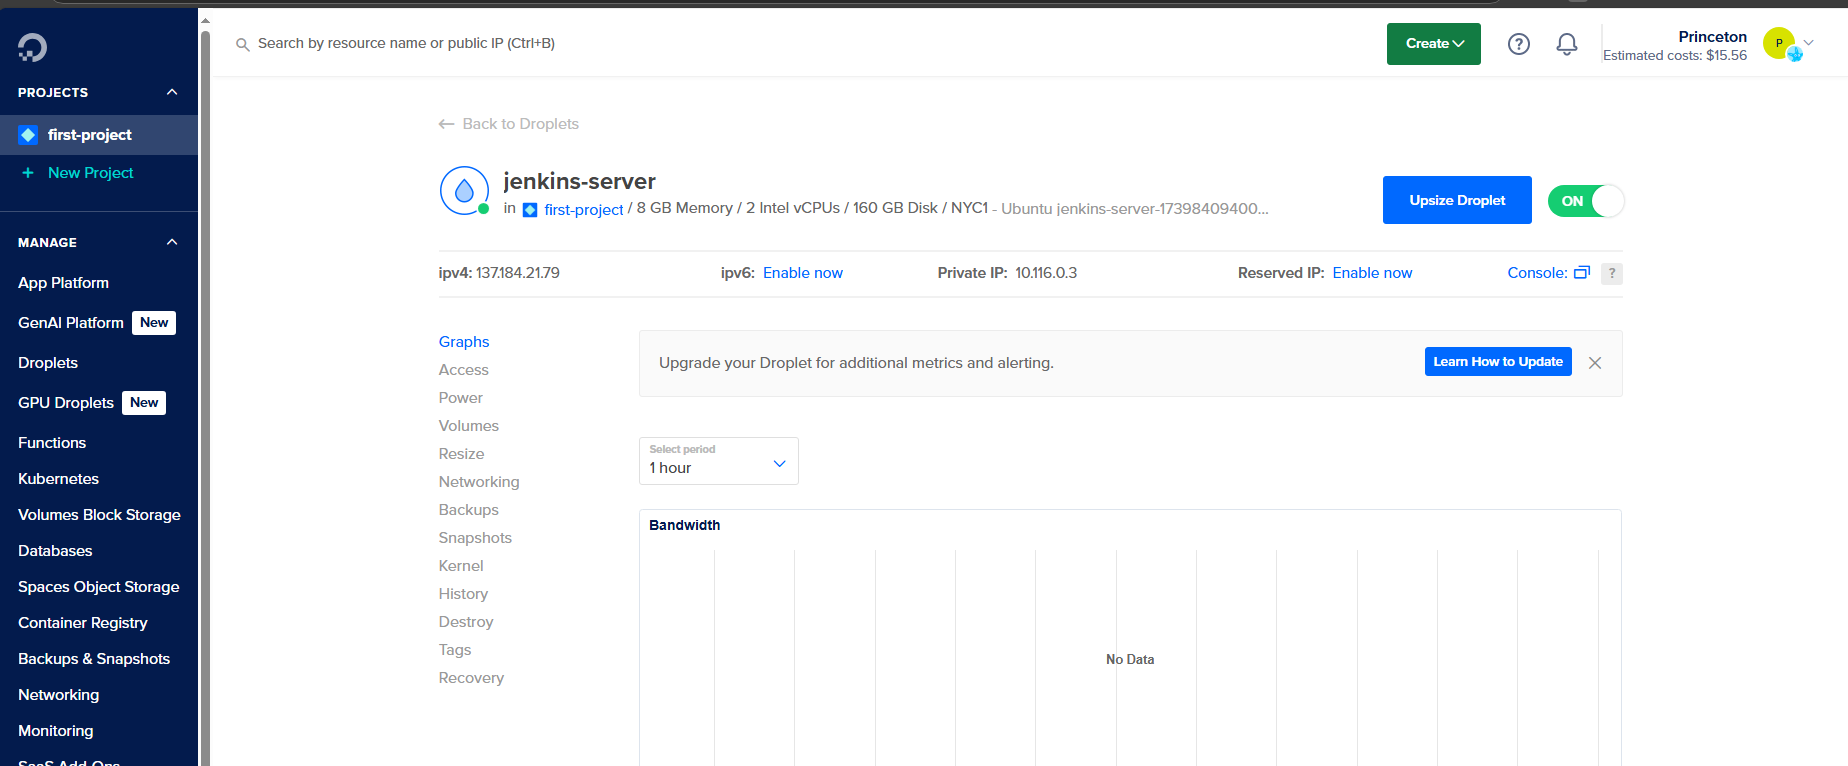 Search by resource name or public IP (Ctrl+B)
Create
Princeton
Estimated costs: $15.56
P
PROJECTS
first-project
+ New Project
MANAGE
App Platform
GenAI Platform New
Droplets
GPU Droplets New
Functions
Kubernetes
Volumes Block Storage
Databases
Spaces Object Storage
Container Registry
Backups & Snapshots
Networking
Monitoring
SaaS Add-Ons
← Back to Droplets
jenkins-server
in first-project / 8 GB Memory / 2 Intel vCPUs / 160 GB Disk / NYC1 - Ubuntu jenkins-server-17398409400...
Upsize Droplet
ON
ipv4: 137.184.21.79
ipv6: Enable now
Private IP: 10.116.0.3
Reserved IP: Enable now
Console: ?
Graphs
Access
Power
Volumes
Resize
Networking
Backups
Snapshots
Kernel
History
Destroy
Tags
Recovery
Upgrade your Droplet for additional metrics and alerting.
Learn How to Update
Select period
1 hour
Bandwidth
No Data